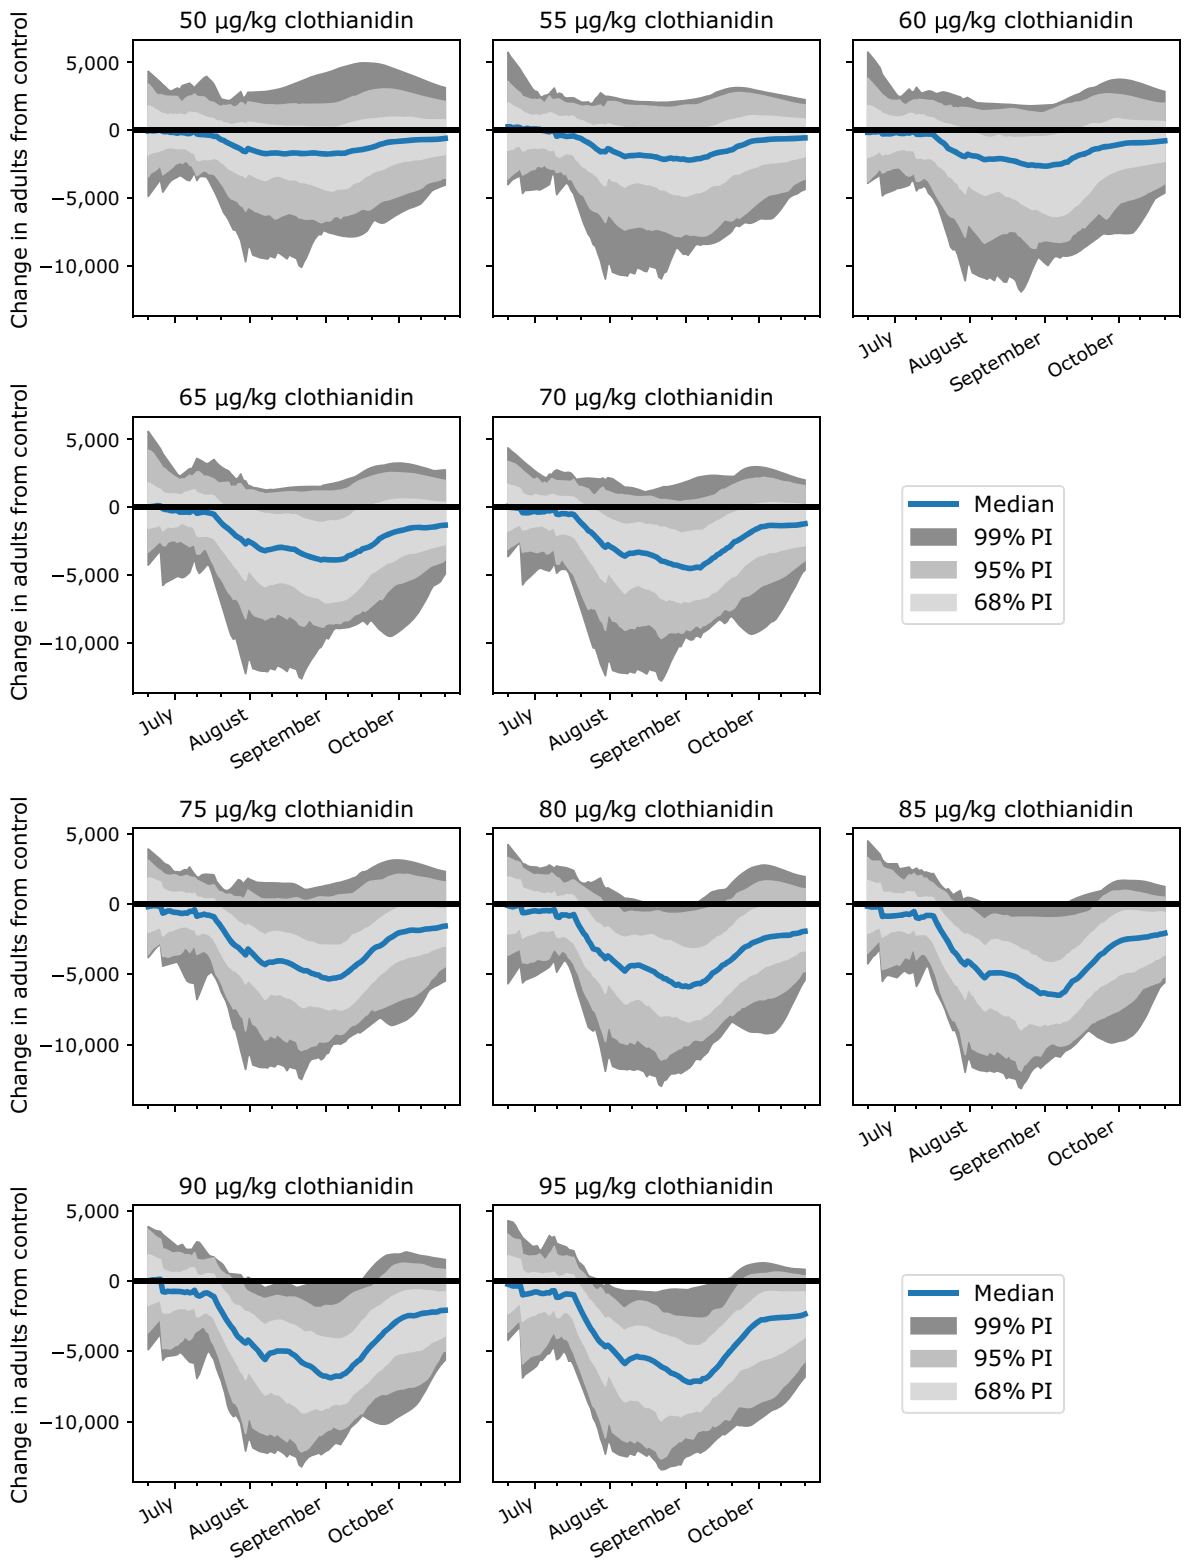 50 µg/kg clothianidin
55 µg/kg clothianidin
60 µg/kg clothianidin
Change in adults from control
5,000
0
−5,000
−10,000
July
August
September
October
65 µg/kg clothianidin
70 µg/kg clothianidin
Change in adults from control
5,000
0
−5,000
−10,000
Median
99% PI
95% PI
68% PI
July
August
September
October
July
August
September
October
75 µg/kg clothianidin
80 µg/kg clothianidin
85 µg/kg clothianidin
Change in adults from control
5,000
0
−5,000
−10,000
July
August
September
October
90 µg/kg clothianidin
95 µg/kg clothianidin
Change in adults from control
5,000
0
−5,000
−10,000
Median
99% PI
95% PI
68% PI
July
August
September
October
July
August
September
October